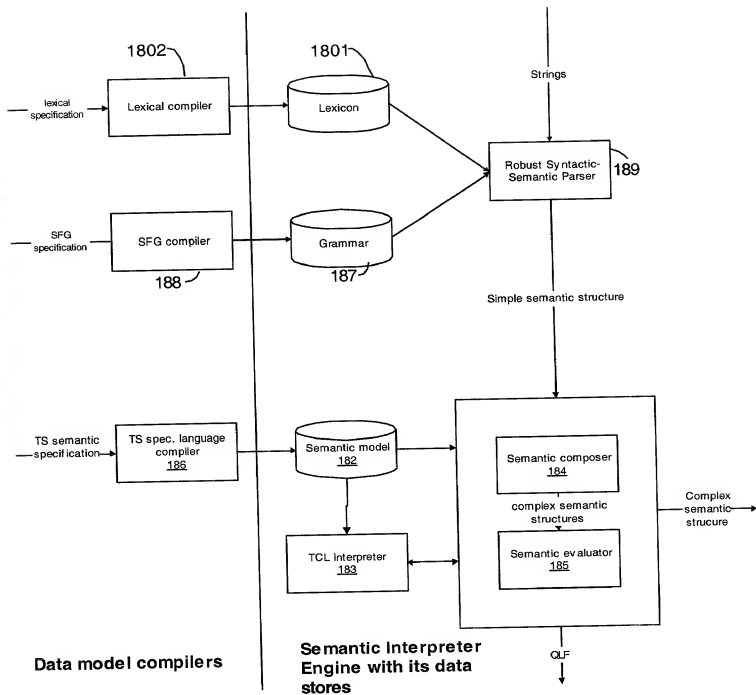 1802
1801
lexical
specification
Lexical compiler
Lexicon
Strings
Robust Syntactic-
Semantic Parser
189
SFG
specification
SFG compiler
188
Grammar
187
Simple semantic structure
TS semantic
specification
TS spec. language
compiler
186
Semantic model
182
TCL interpreter
183
Semantic composer
184
complex semantic
structures
Semantic evaluator
185
Complex
semantic
strucure
QLF
Data model compilers
Semantic Interpreter
Engine with its data
stores